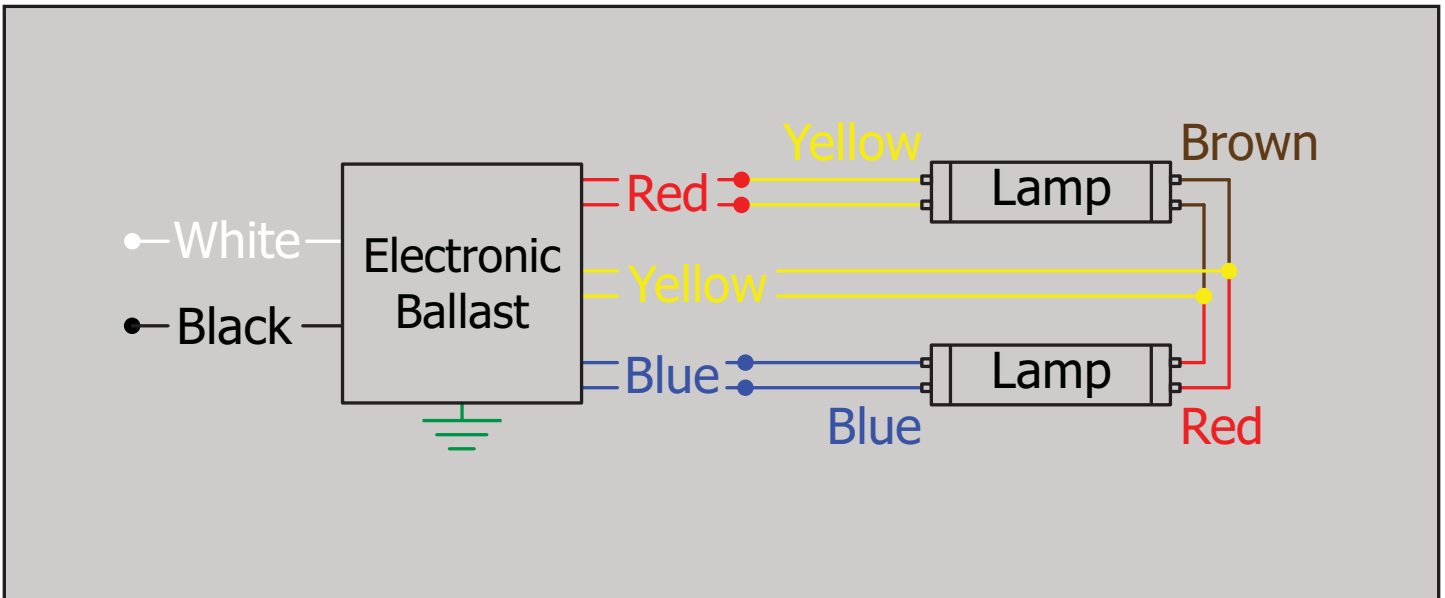 Yellow
Brown
Red
Lamp
White
Electronic
Ballast
Yellow
Black
Blue
Lamp
Blue
Red